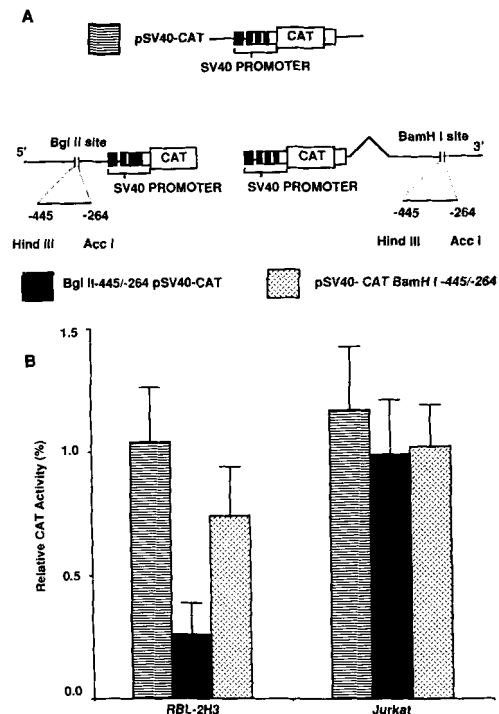 A
pSV40-CAT
CAT
SV40 PROMOTER
5'
Bgl II site
CAT
SV40 PROMOTER
-445
-264
Hind III
Acc I
BamH I site
3'
CAT
SV40 PROMOTER
-445
-264
Hind III
Acc I
Bgl II-445/-264 pSV40-CAT
pSV40- CAT BamH I -445/-264
B
Relative CAT Activity (%)
1.5
1.0
0.5
0.0
RBL-2H3
Jurkat